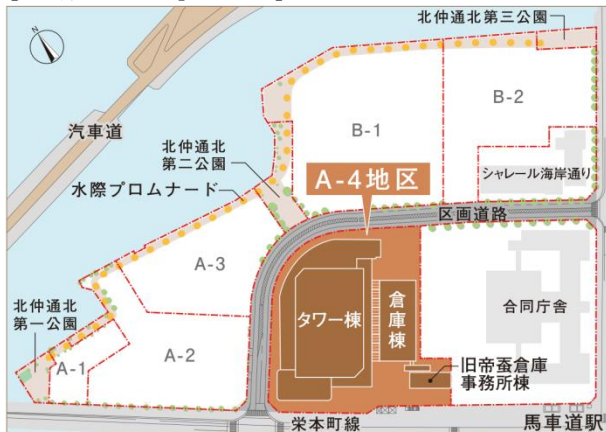 北仲通北第三公園
汽車道
北仲通北
第二公園
水際プロムナード
B-1
B-2
シャレール海岸通り
A-4地区
区画道路
A-3
北仲通北
第一公園
A-1
A-2
タワー棟
倉庫棟
合同庁舎
旧帝蚕倉庫
事務所棟
栄本町線
馬車道駅
N